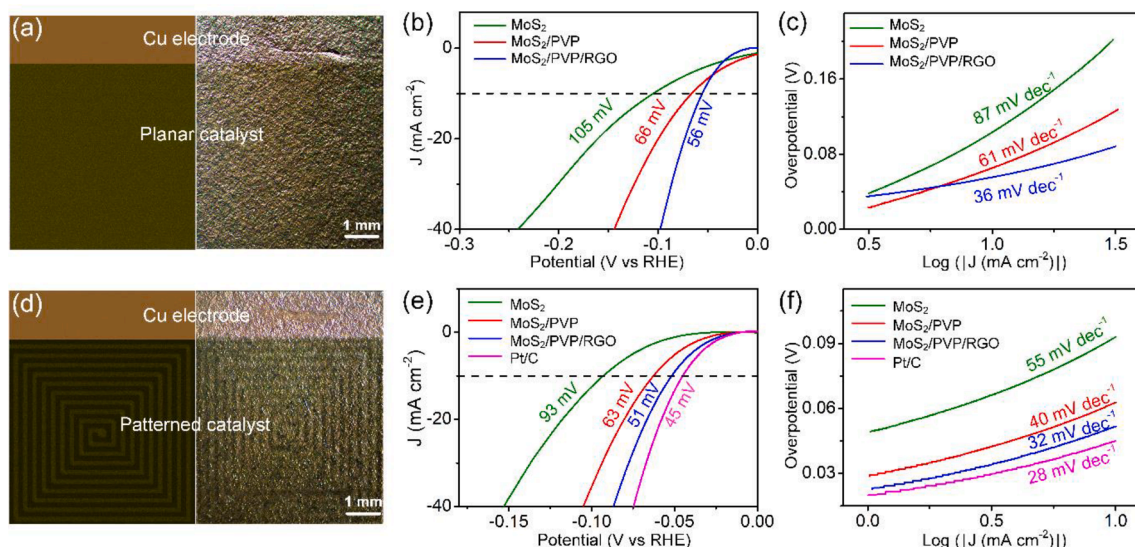 (a)
Cu electrode
Planar catalyst
1 mm
(b)
MoS₂
MoS₂/PVP
MoS₂/PVP/RGO
0
-20
-40
J (mA cm⁻²)
105 mV
66 mV
56 mV
-0.3
-0.2
-0.1
0.0
Potential (V vs RHE)
(c)
MoS₂
MoS₂/PVP
MoS₂/PVP/RGO
0.16
0.08
0.00
Overpotential (V)
87 mV dec⁻¹
61 mV dec⁻¹
36 mV dec⁻¹
0.5
1.0
1.5
Log (|J (mA cm⁻²)|)
(d)
Cu electrode
Patterned catalyst
1 mm
(e)
MoS₂
MoS₂/PVP
MoS₂/PVP/RGO
Pt/C
0
-20
-40
J (mA cm⁻²)
93 mV
63 mV
51 mV
45 mV
-0.15
-0.10
-0.05
0.00
Potential (V vs RHE)
(f)
MoS₂
MoS₂/PVP
MoS₂/PVP/RGO
Pt/C
0.09
0.06
0.03
Overpotential (V)
55 mV dec⁻¹
40 mV dec⁻¹
32 mV dec⁻¹
28 mV dec⁻¹
0.0
0.5
1.0
Log (|J (mA cm⁻²)|)